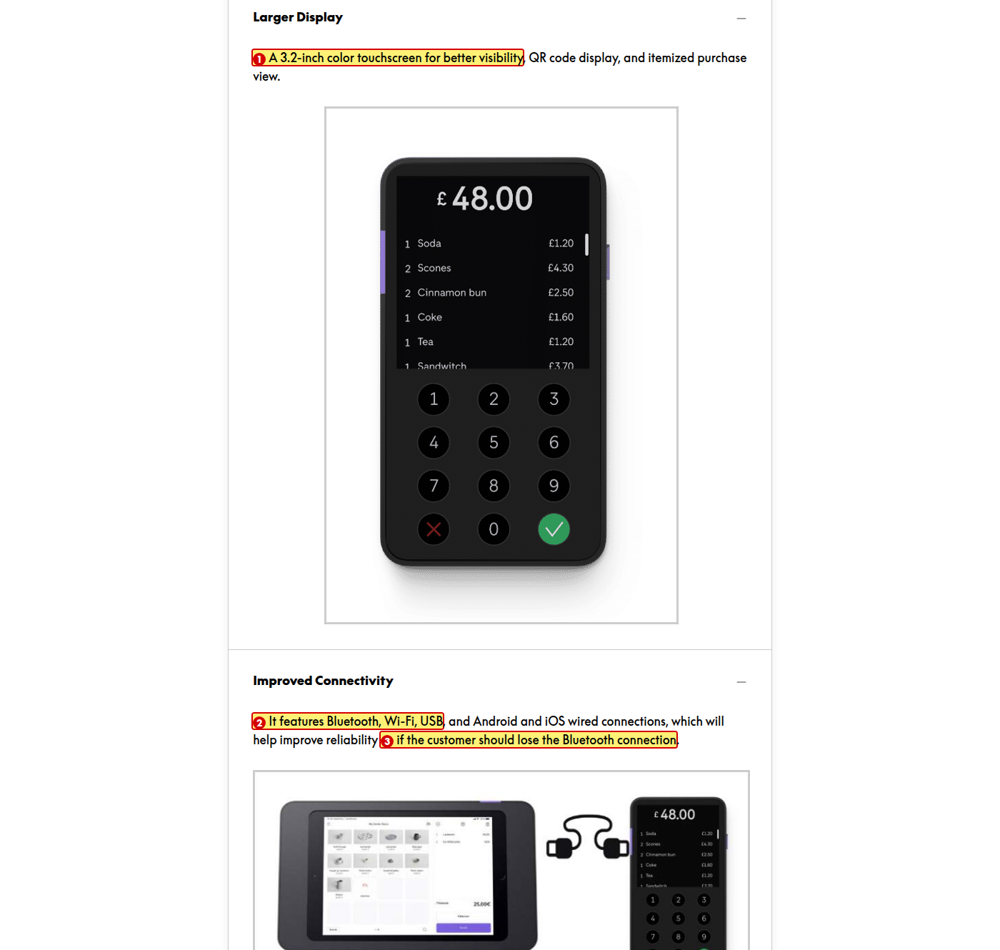 Larger Display
1 A 3.2-inch color touchscreen for better visibility, QR code display, and itemized purchase
view.
£ 48.00
1 Soda £1.20
2 Scones £4.30
2 Cinnamon bun £2.50
1 Coke £1.60
1 Tea £1.20
1 Sandwitch £3.70
1 2 3
4 5 6
7 8 9
0
Improved Connectivity
2 It features Bluetooth, Wi-Fi, USB, and Android and iOS wired connections, which will
help improve reliability 3 if the customer should lose the Bluetooth connection.
25,00€
£ 48.00
1 Soda £1.20
2 Scones £4.30
2 Cinnamon bun £2.50
1 Coke £1.60
1 Tea £1.20
1 Sandwitch £3.70
1 2 3
4 5 6
7 8 9